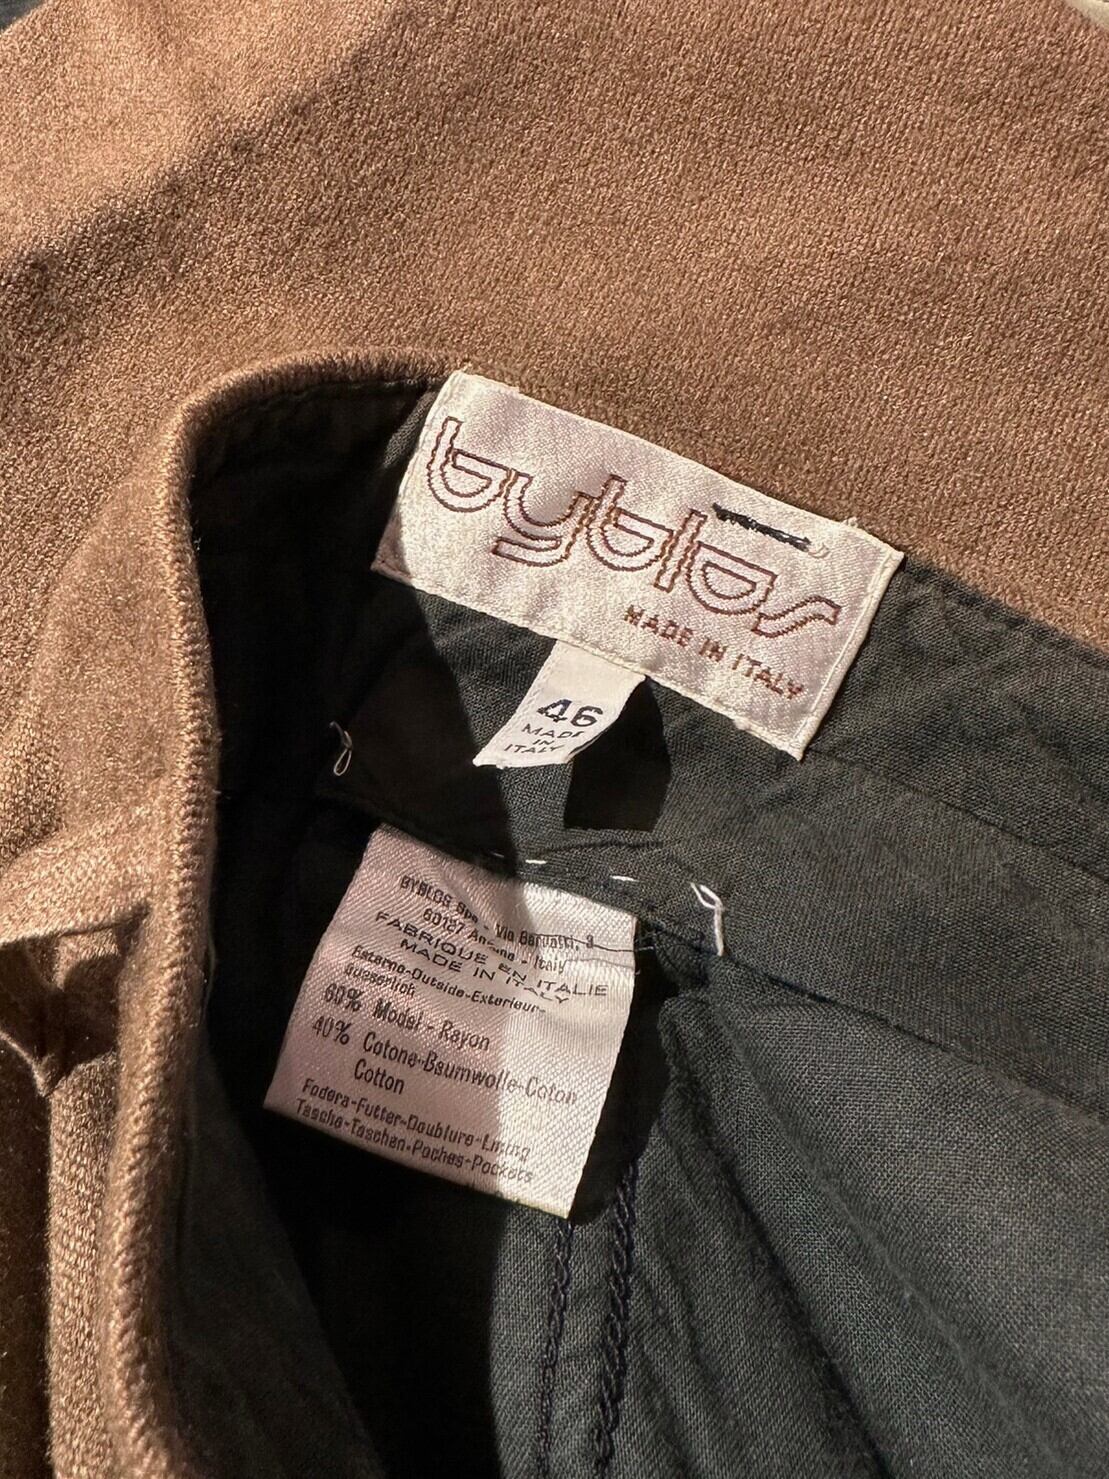 byblos
MADE IN ITALY
46
MADE
IN
ITALY
BYBLOS Spa - Via
60127 Ancona - Italy
FABRIQUE EN ITALIE
MADE IN ITALY
Esterno-Outside-Exterieur-
äusserlich
60% Modal - Rayon
40% Cotone-Baumwolle-Coton
Cotton
Fodera-Futter-Doublure-Lining
Tasche-Taschen-Poches-Pockets